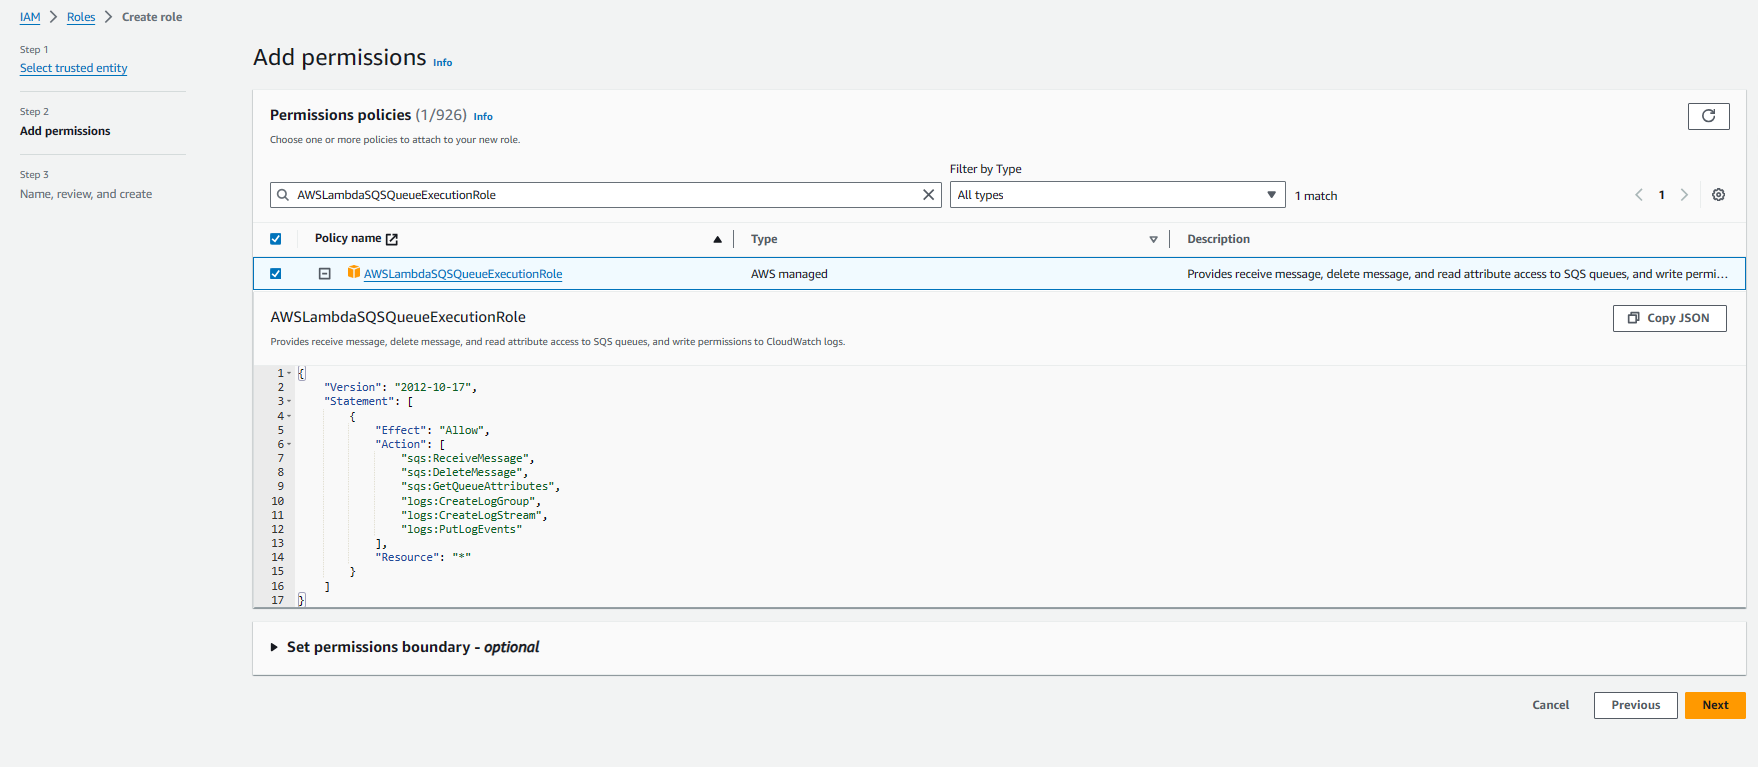 IAM > Roles > Create role
Step 1
Select trusted entity
Step 2
Add permissions
Step 3
Name, review, and create
Add permissions Info
Permissions policies (1/926) Info
Choose one or more policies to attach to your new role.
Filter by Type
AWSLambdaSQSQueueExecutionRole All types 1 match 1
Policy name Type Description
AWSLambdaSQSQueueExecutionRole AWS managed Provides receive message, delete message, and read attribute access to SQS queues, and write permi...
AWSLambdaSQSQueueExecutionRole Copy JSON
Provides receive message, delete message, and read attribute access to SQS queues, and write permissions to CloudWatch logs.
1 {
2 "Version": "2012-10-17",
3 "Statement": [
4 {
5 "Effect": "Allow",
6 "Action": [
7 "sqs:ReceiveMessage",
8 "sqs:DeleteMessage",
9 "sqs:GetQueueAttributes",
10 "logs:CreateLogGroup",
11 "logs:CreateLogStream",
12 "logs:PutLogEvents"
13 ],
14 "Resource": "*"
15 }
16 ]
17 }
Set permissions boundary - optional
Cancel Previous Next